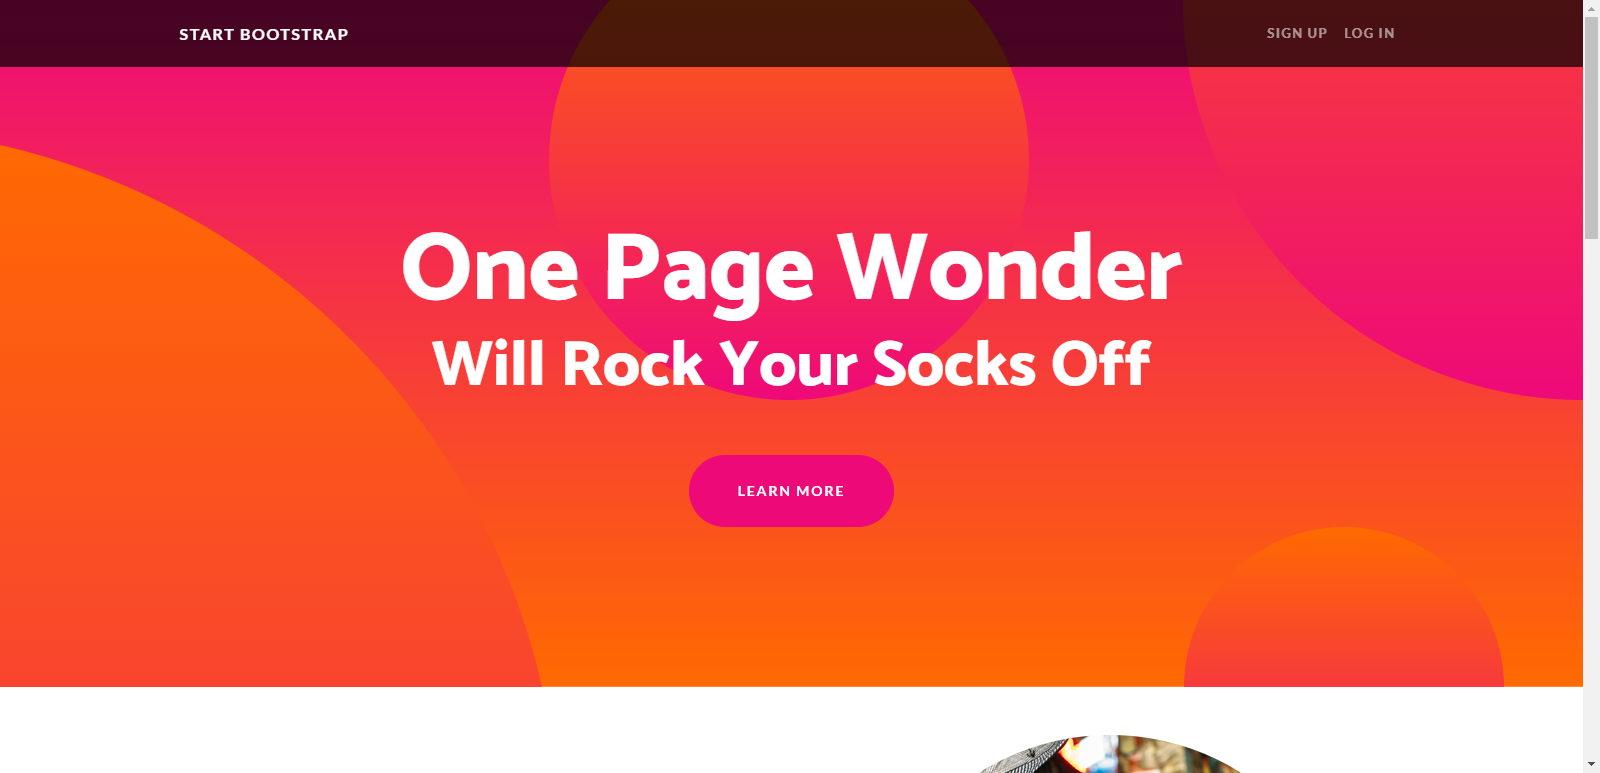 START BOOTSTRAP
SIGN UP
LOG IN
One Page Wonder
Will Rock Your Socks Off
LEARN MORE